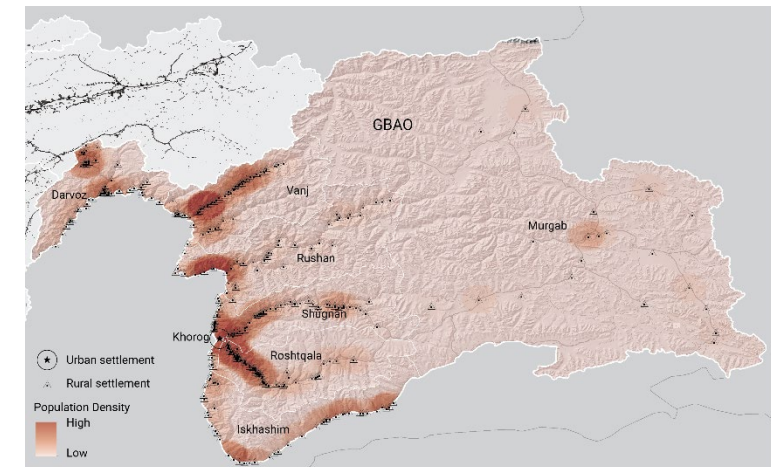 GBAO
Darvoz
Vanj
Murgab
Rushan
Shugnan
Khorog
Roshtqala
Urban settlement
Rural settlement
Population Density
High
Iskhashim
Low